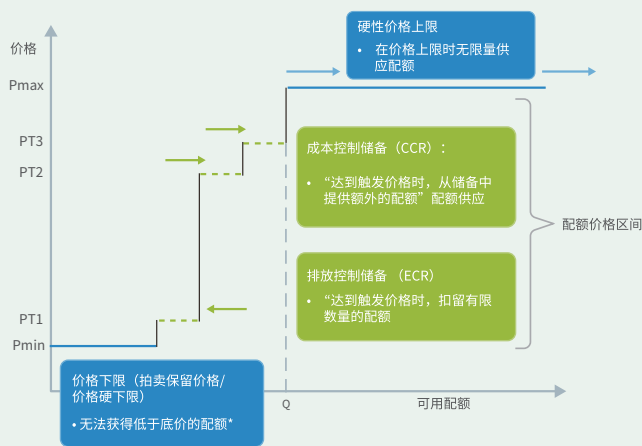 硬性价格上限
• 在价格上限时无限量供
应配额
价格
Pmax
PT3
PT2
成本控制储备（CCR）：
• “达到触发价格时，从储备中
提供额外的配额”配额供应
配额价格区间
排放控制储备 （ECR）
• “达到触发价格时，扣留有限
数量的配额
PT1
Pmin
价格下限（拍卖保留价格/
价格硬下限）
• 无法获得低于底价的配额*
Q
可用配额